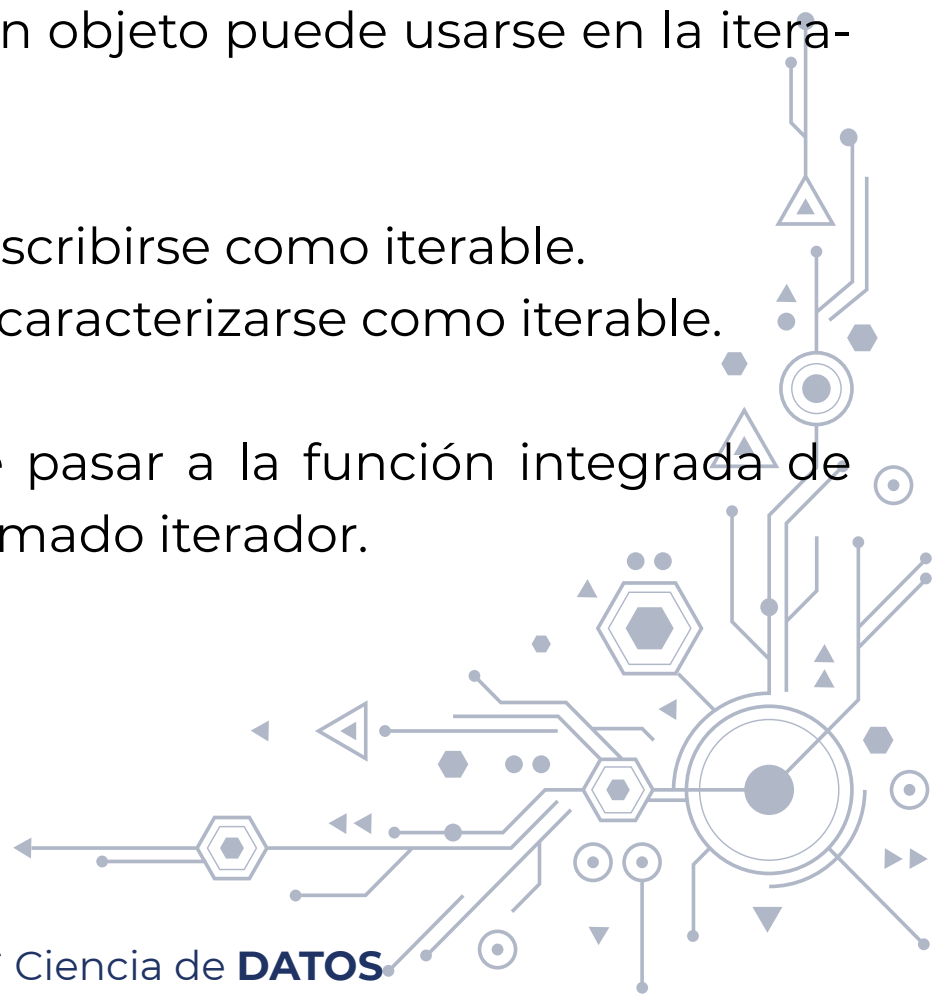 n objeto puede usarse en la itera-
scribirse como iterable.
caracterizarse como iterable.
pasar a la función integrada de
mado iterador.
Ciencia de DATOS